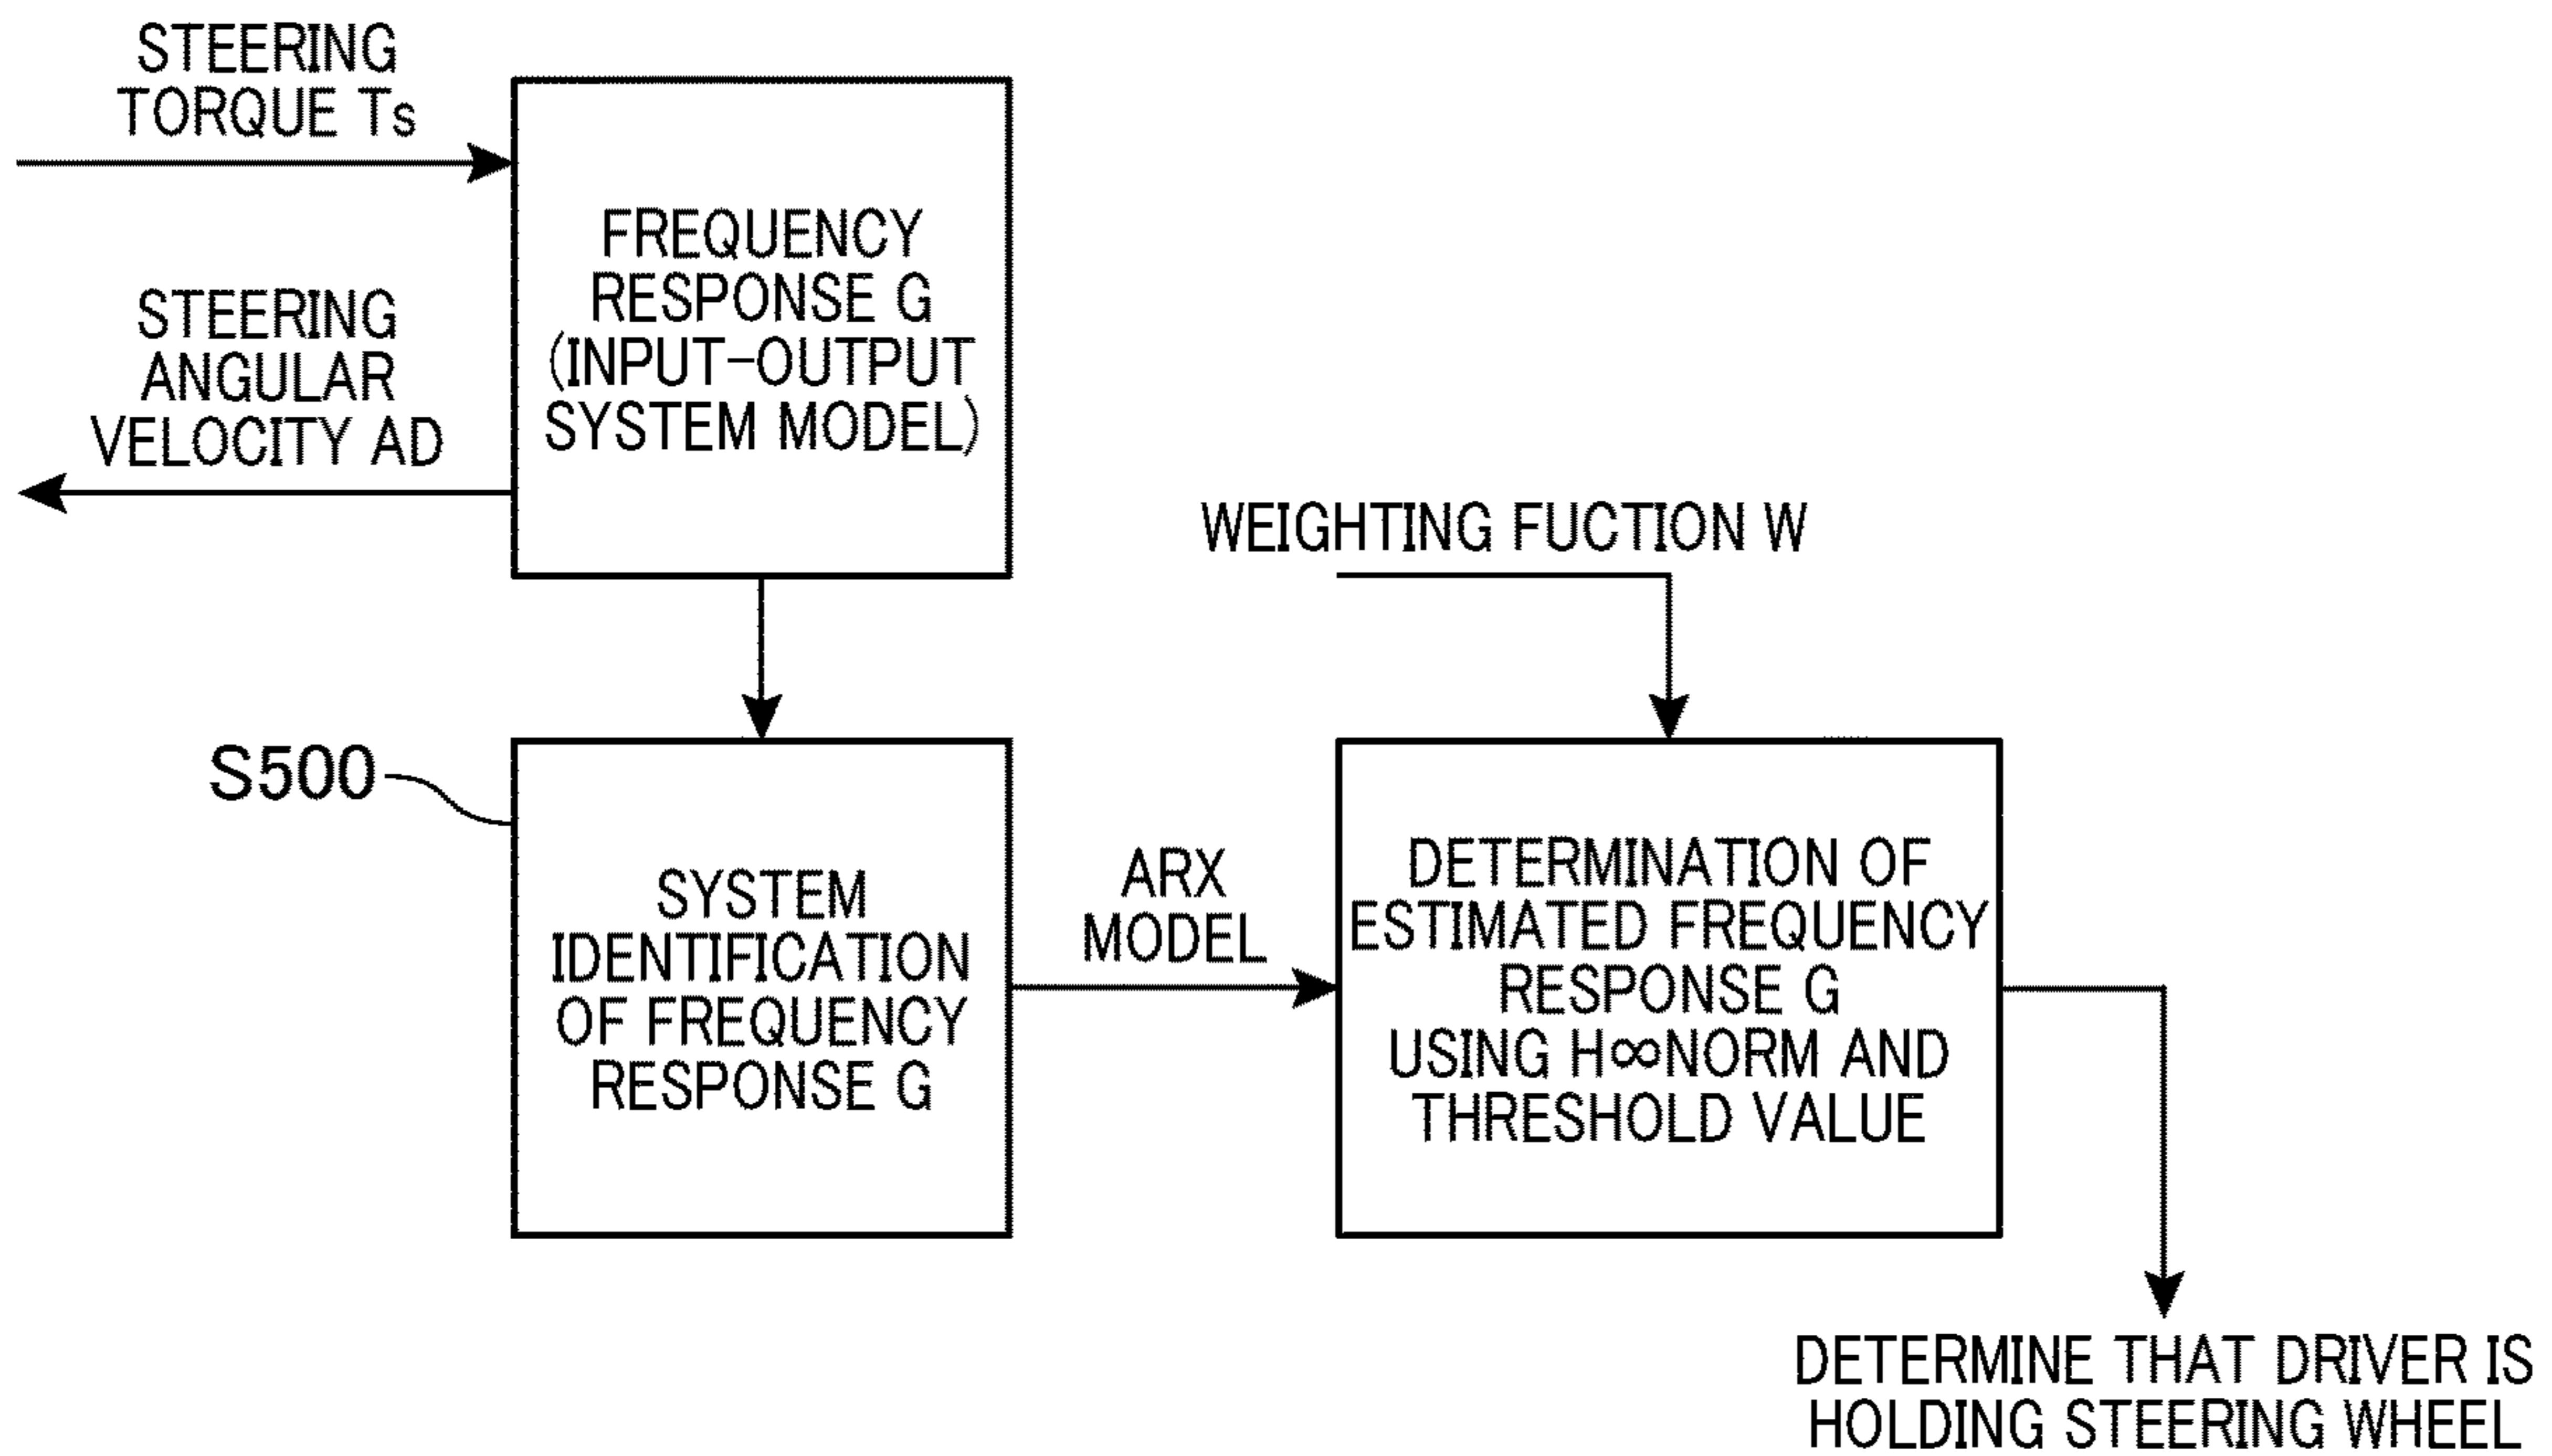 STEERING
TORQUE Ts
FREQUENCY
RESPONSE G
(INPUT-OUTPUT
SYSTEM MODEL)
STEERING
ANGULAR
VELOCITY AD
WEIGHTING FUCTION W
S500
SYSTEM
IDENTIFICATION
OF FREQUENCY
RESPONSE G
ARX
MODEL
DETERMINATION OF
ESTIMATED FREQUENCY
RESPONSE G
USING H∞NORM AND
THRESHOLD VALUE
DETERMINE THAT DRIVER IS
HOLDING STEERING WHEEL